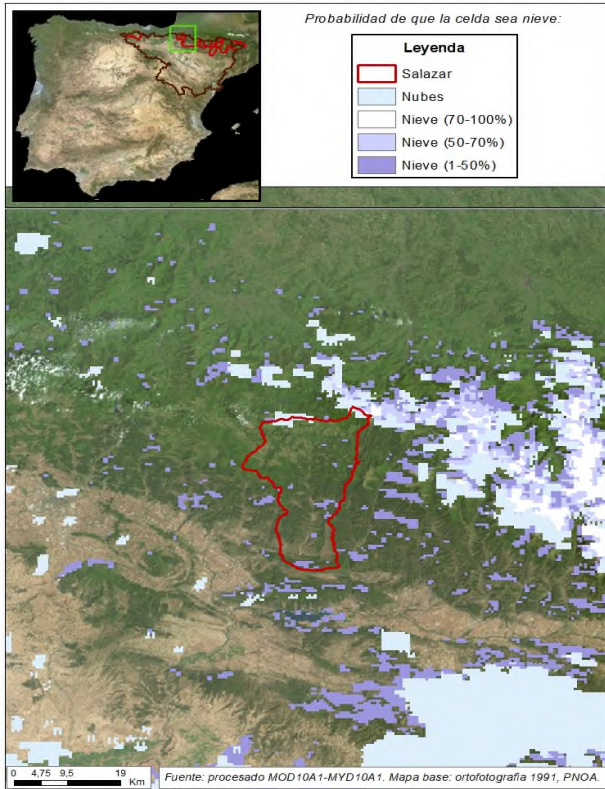 Probabilidad de que la celda sea nieve:
Leyenda
Salazar
Nubes
Nieve (70-100%)
Nieve (50-70%)
Nieve (1-50%)
0 4,75 9,5 19
Km
Fuente: procesado MOD10A1-MYD10A1. Mapa base: ortofotografía 1991, PNOA.